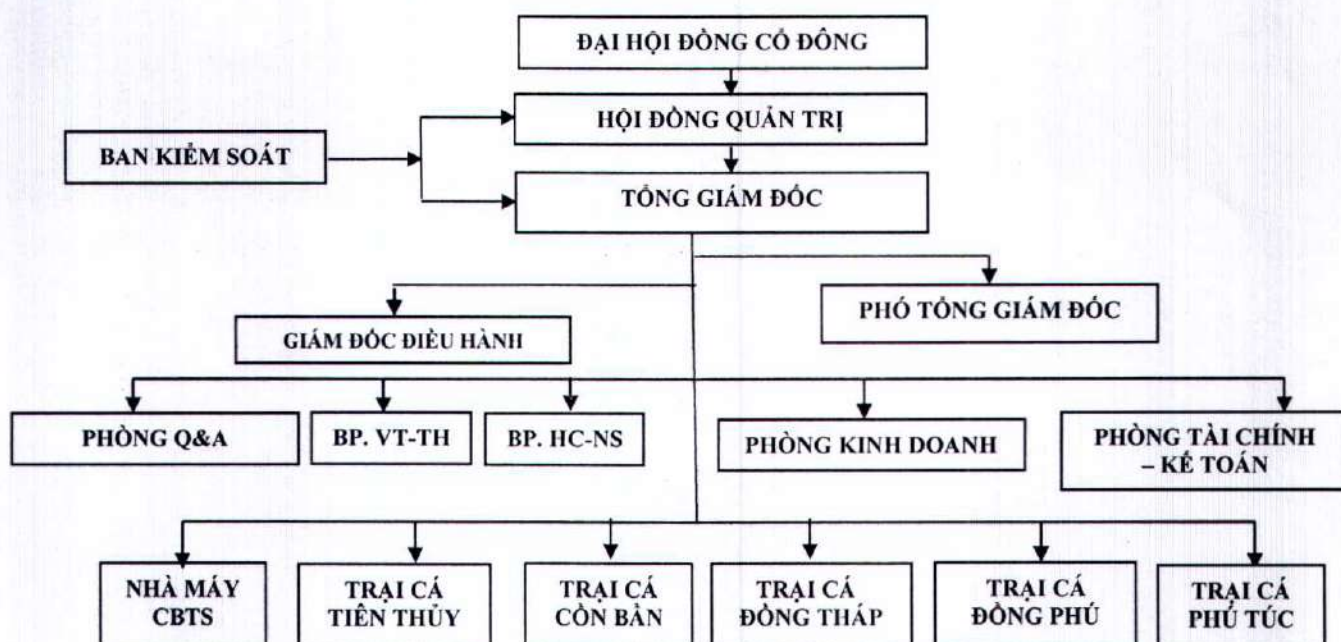 ĐẠI HỘI ĐỒNG CỔ ĐÔNG
HỘI ĐỒNG QUẢN TRỊ
BAN KIỂM SOÁT
TỔNG GIÁM ĐỐC
PHÓ TỔNG GIÁM ĐỐC
GIÁM ĐỐC ĐIỀU HÀNH
PHÒNG Q&A
BP. VT-TH
BP. HC-NS
PHÒNG KINH DOANH
PHÒNG TÀI CHÍNH
– KẾ TOÁN
NHÀ MÁY
CBTS
TRẠI CÁ
TIÊN THỦY
TRẠI CÁ
CỒN BÀN
TRẠI CÁ
ĐỒNG THÁP
TRẠI CÁ
ĐỒNG PHÚ
TRẠI CÁ
PHÚ TÚC